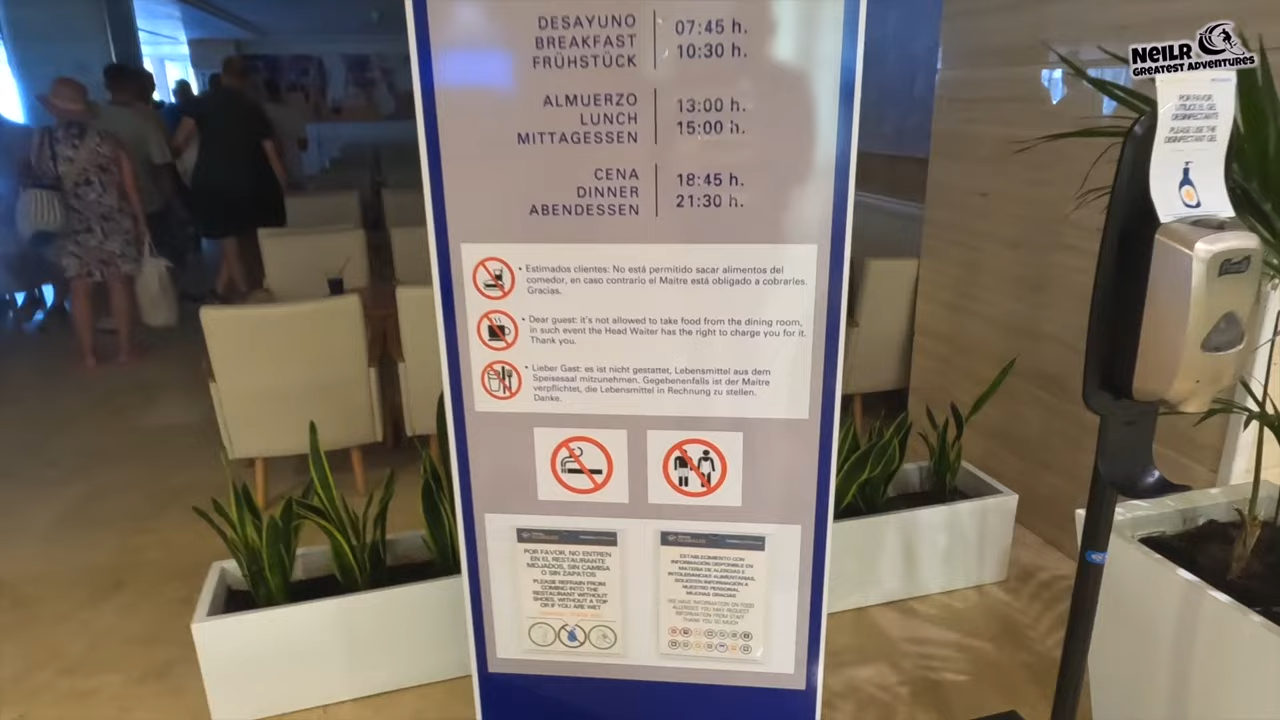 DESAYUNO
BREAKFAST
FRÜHSTÜCK
07:45 h.
10:30 h.
ALMUERZO
LUNCH
MITTAGESSEN
13:00 h.
15:00 h.
CENA
DINNER
ABENDESSEN
18:45 h.
21:30 h.
• Estimados clientes: No está permitido sacar alimentos del
comedor, en caso contrario el Maitre está obligado a cobrarles.
Gracias.
• Dear guest: it's not allowed to take food from the dining room,
in such event the Head Waiter has the right to charge you for it.
Thank you.
• Lieber Gast: es ist nicht gestattet, Lebensmittel aus dem
Speisesaal mitzunehmen. Gegebenenfalls ist der Maitre
verpflichtet, die Lebensmittel in Rechnung zu stellen.
Danke.
POR FAVOR, NO ENTREN
EN EL RESTAURANTE
MOJADOS, SIN CAMISA
O SIN ZAPATOS
PLEASE REFRAIN FROM
COMING INTO THE
RESTAURANT WITHOUT
SHOES, WITHOUT A TOP
OR IF YOU ARE WET
ESTABLECIMIENTO CON
INFORMACIÓN DISPONIBLE EN
MATERIA DE ALERGIAS E
INTOLERANCIAS ALIMENTARIAS,
SOLICITEN INFORMACIÓN A
NUESTRO PERSONAL
MUCHAS GRACIAS
WE HAVE INFORMATION ON FOOD
ALLERGIES YOU MAY REQUEST
INFORMATION FROM STAFF
THANK YOU SO MUCH
NEILR
GREATEST ADVENTURES
POR FAVOR,
UTILICE EL GEL
DESINFECTANTE
PLEASE USE THE
DISINFECTANT GEL